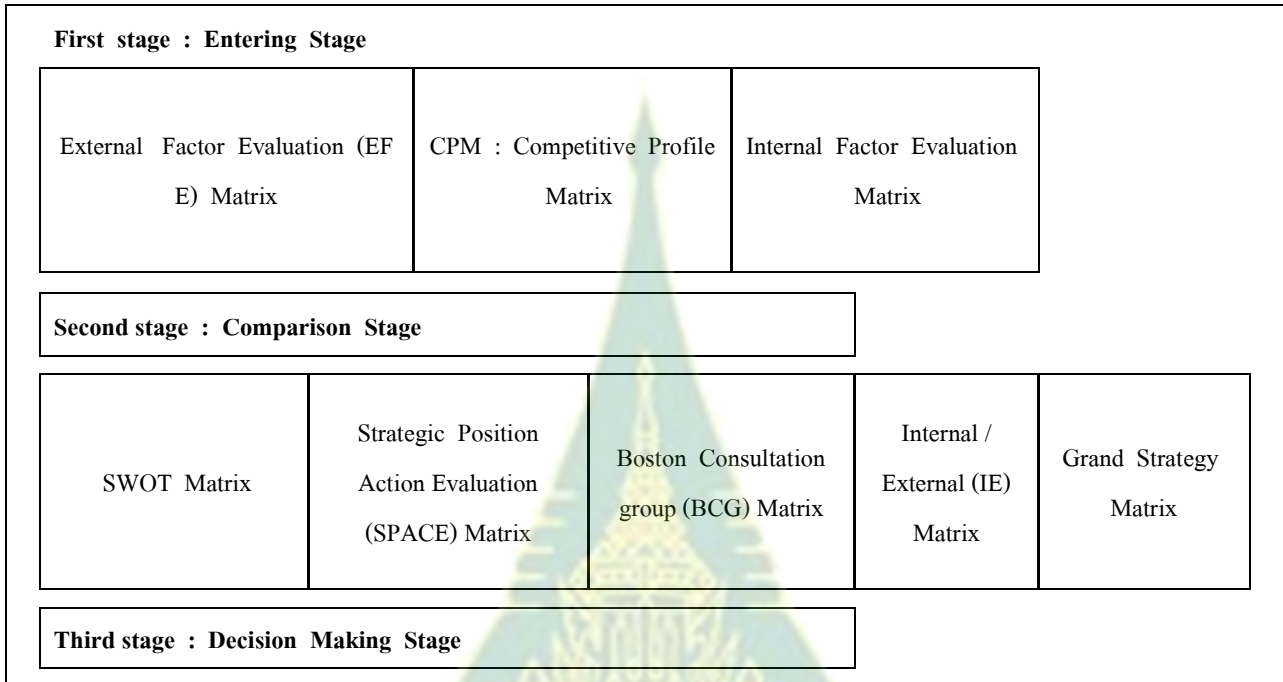 First stage : Entering Stage
External Factor Evaluation (EF
E) Matrix
CPM : Competitive Profile
Matrix
Internal Factor Evaluation
Matrix
Second stage : Comparison Stage
SWOT Matrix
Strategic Position
Action Evaluation
(SPACE) Matrix
Boston Consultation
group (BCG) Matrix
Internal /
External (IE)
Matrix
Grand Strategy
Matrix
Third stage : Decision Making Stage